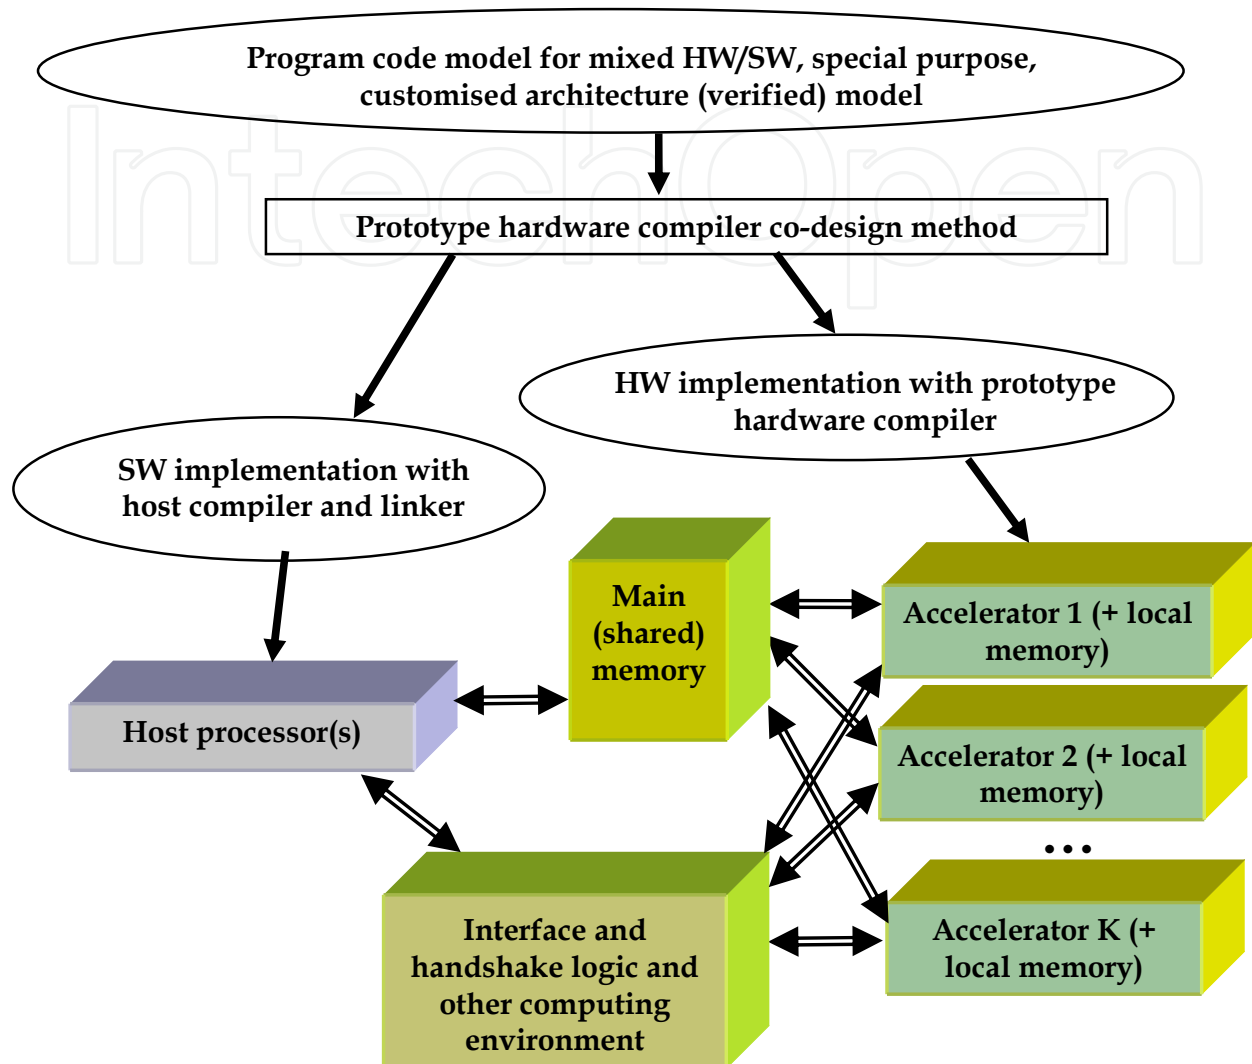 Program code model for mixed HW/SW, special purpose,
customised architecture (verified) model
IntechOpen
Prototype hardware compiler co-design method
HW implementation with prototype
hardware compiler
SW implementation with
host compiler and linker
Main
(shared)
memory
Accelerator 1 (+ local
memory)
Host processor(s)
Accelerator 2 (+ local
memory)
...
Accelerator K (+
local memory)
Interface and
handshake logic and
other computing
environment